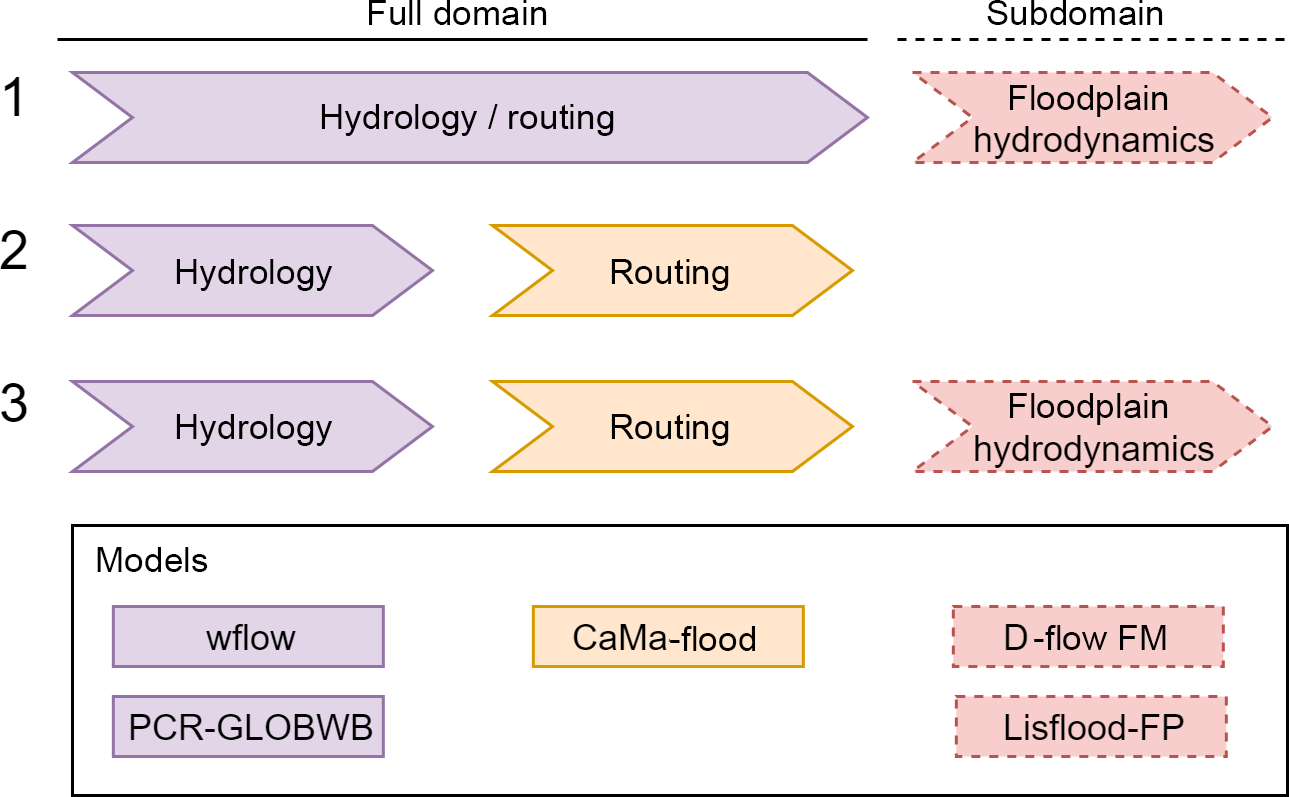 Full domain
Subdomain
1
Hydrology / routing
Floodplain
hydrodynamics
2
Hydrology
Routing
3
Hydrology
Routing
Floodplain
hydrodynamics
Models
wflow
CaMa-flood
D-flow FM
PCR-GLOBWB
Lisflood-FP